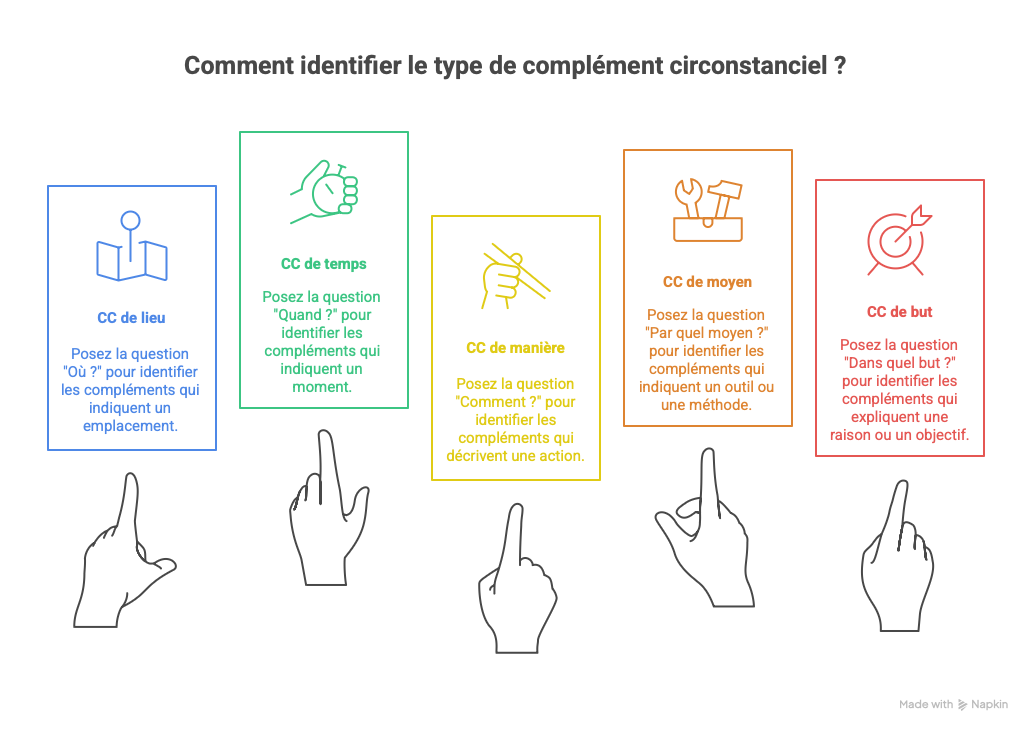 Comment identifier le type de complément circonstanciel ?
CC de lieu
Posez la question
"Où ?" pour identifier
les compléments qui
indiquent un
emplacement.
CC de temps
Posez la question
"Quand ?" pour
identifier les
compléments qui
indiquent un
moment.
CC de manière
Posez la question
"Comment ?" pour
identifier les
compléments qui
décrivent une action.
CC de moyen
Posez la question
"Par quel moyen ?"
pour identifier les
compléments qui
indiquent un outil ou
une méthode.
CC de but
Posez la question
"Dans quel but ?"
pour identifier les
compléments qui
expliquent une
raison ou un objectif.
Made with Napkin